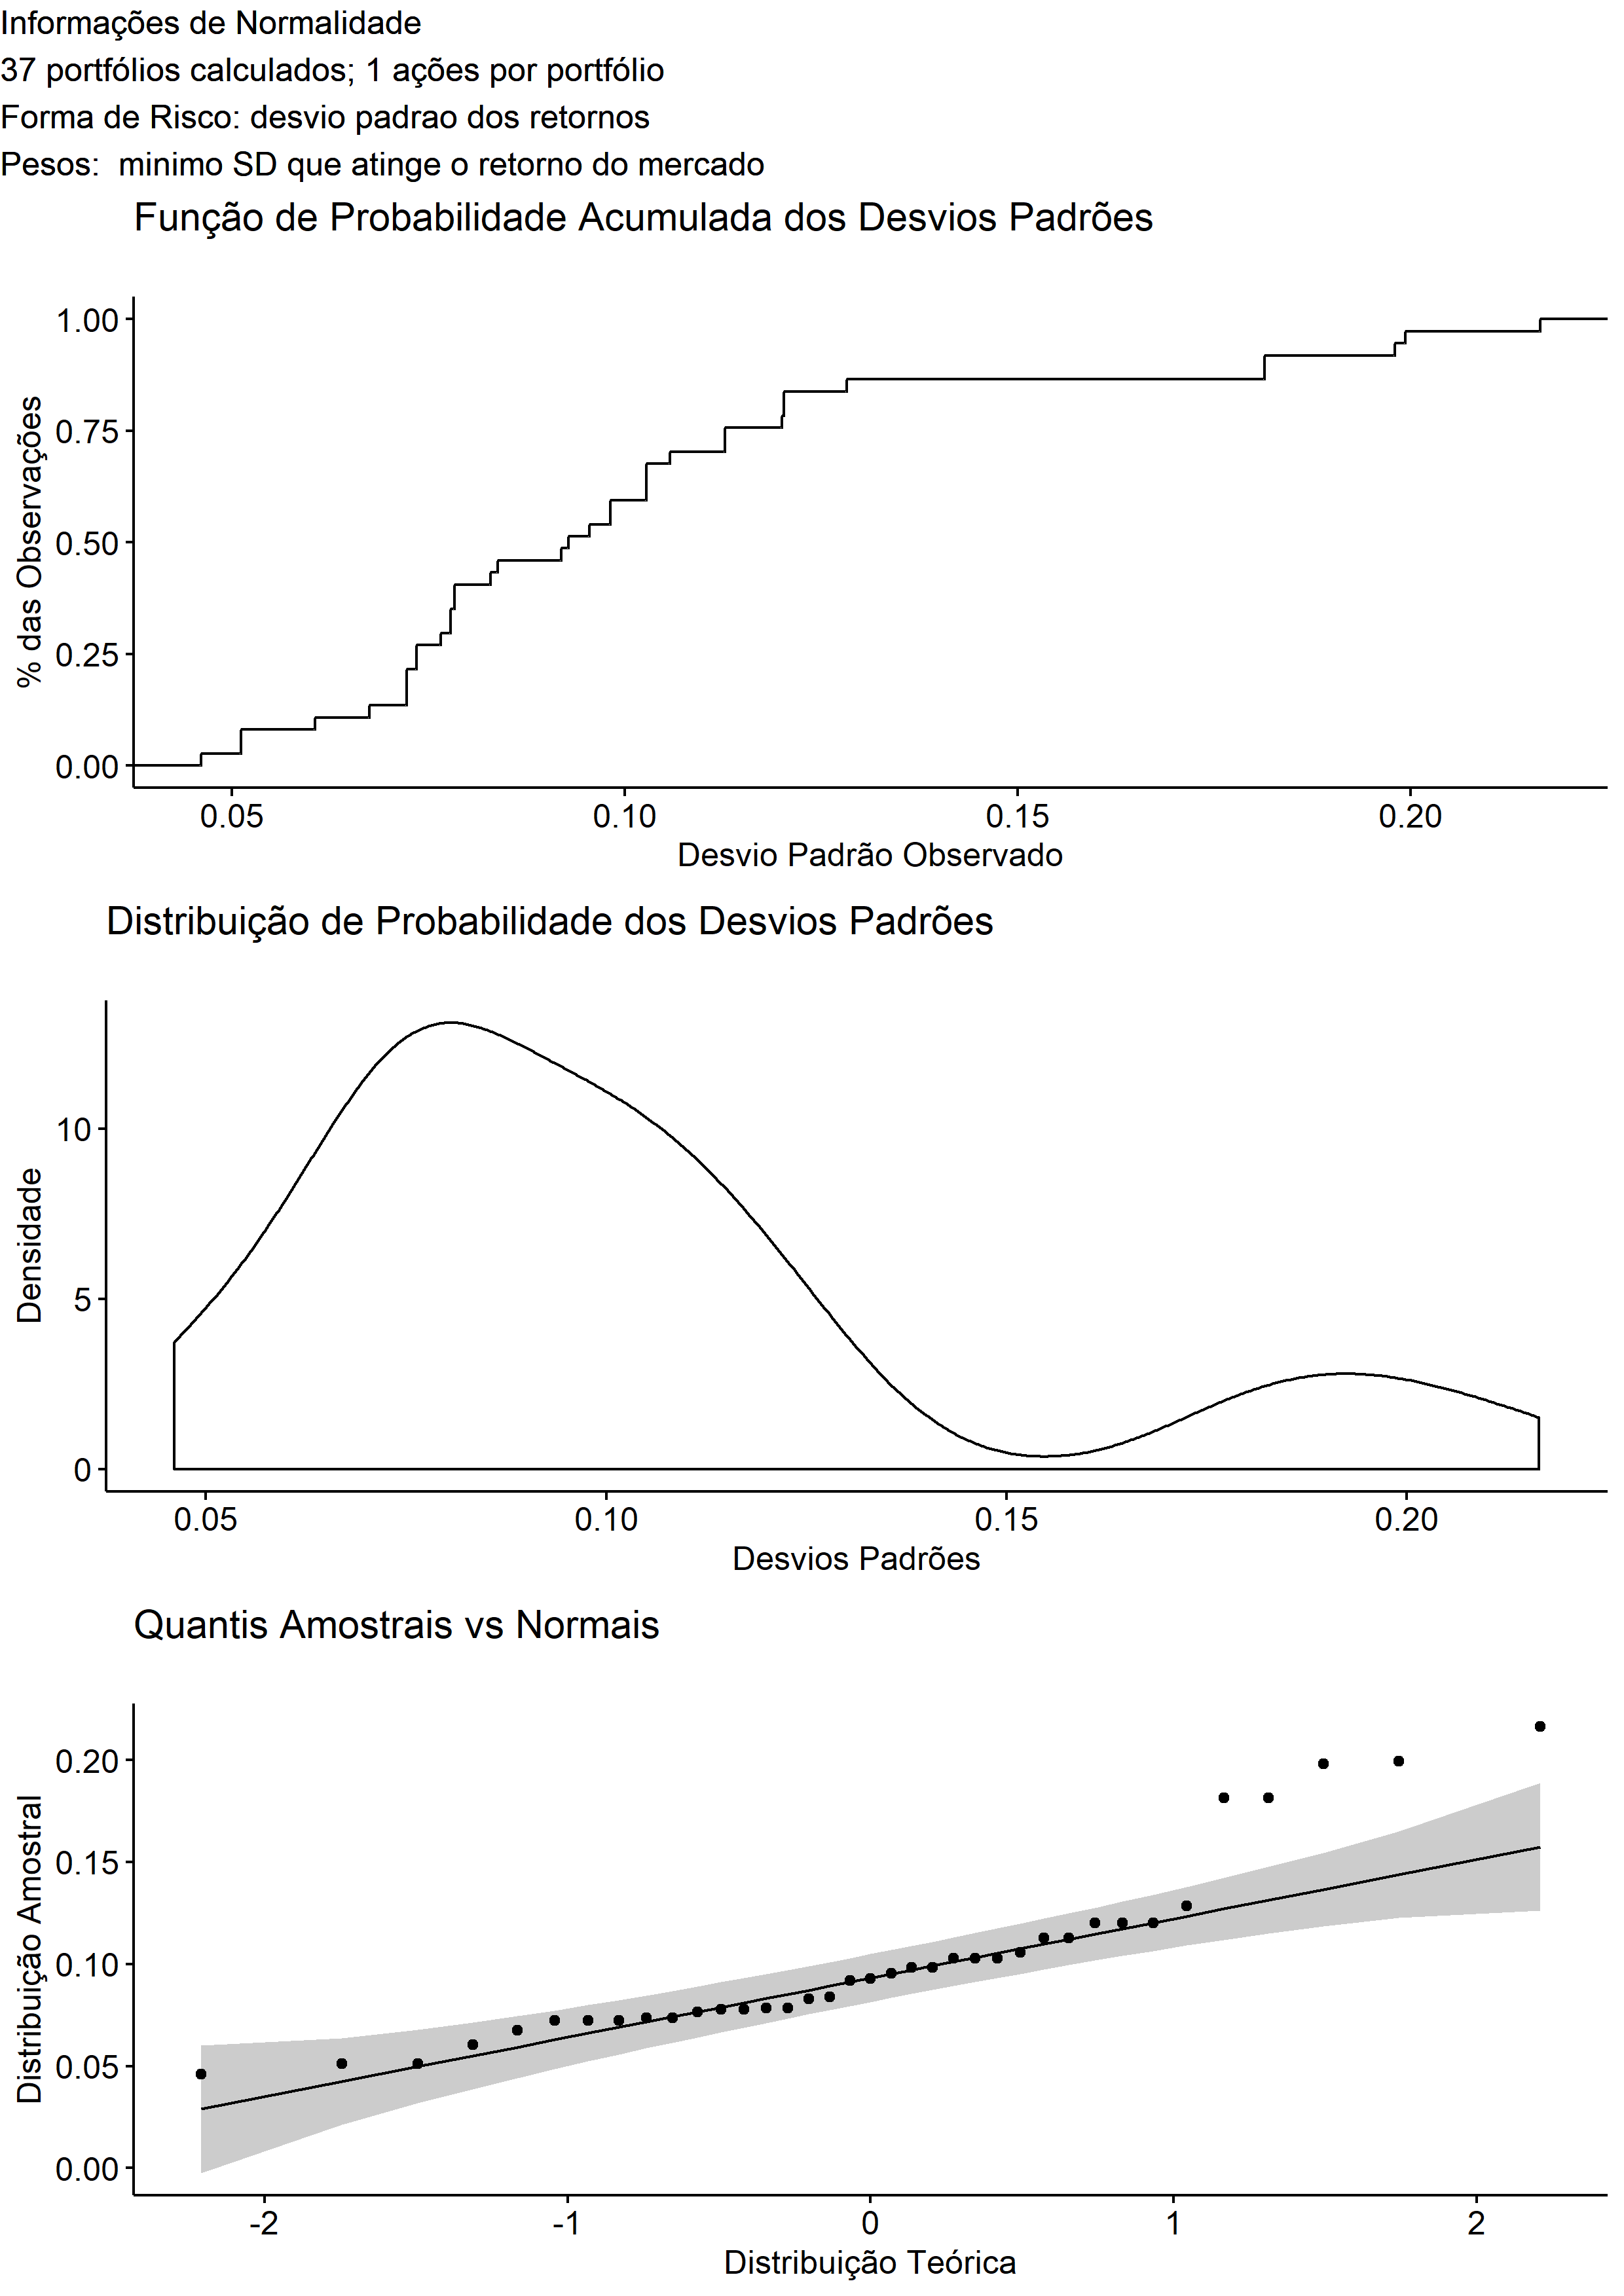 Informações de Normalidade
37 portfólios calculados; 1 ações por portfólio
Forma de Risco: desvio padrao dos retornos
Pesos:  minimo SD que atinge o retorno do mercado
Função de Probabilidade Acumulada dos Desvios Padrões
% das Observações
1.00
0.75
0.50
0.25
0.00
0.05 0.10 0.15 0.20
Desvio Padrão Observado
Distribuição de Probabilidade dos Desvios Padrões
Densidade
10
5
0
0.05 0.10 0.15 0.20
Desvios Padrões
Quantis Amostrais vs Normais
Distribuição Amostral
0.20
0.15
0.10
0.05
0.00
-2 -1 0 1 2
Distribuição Teórica